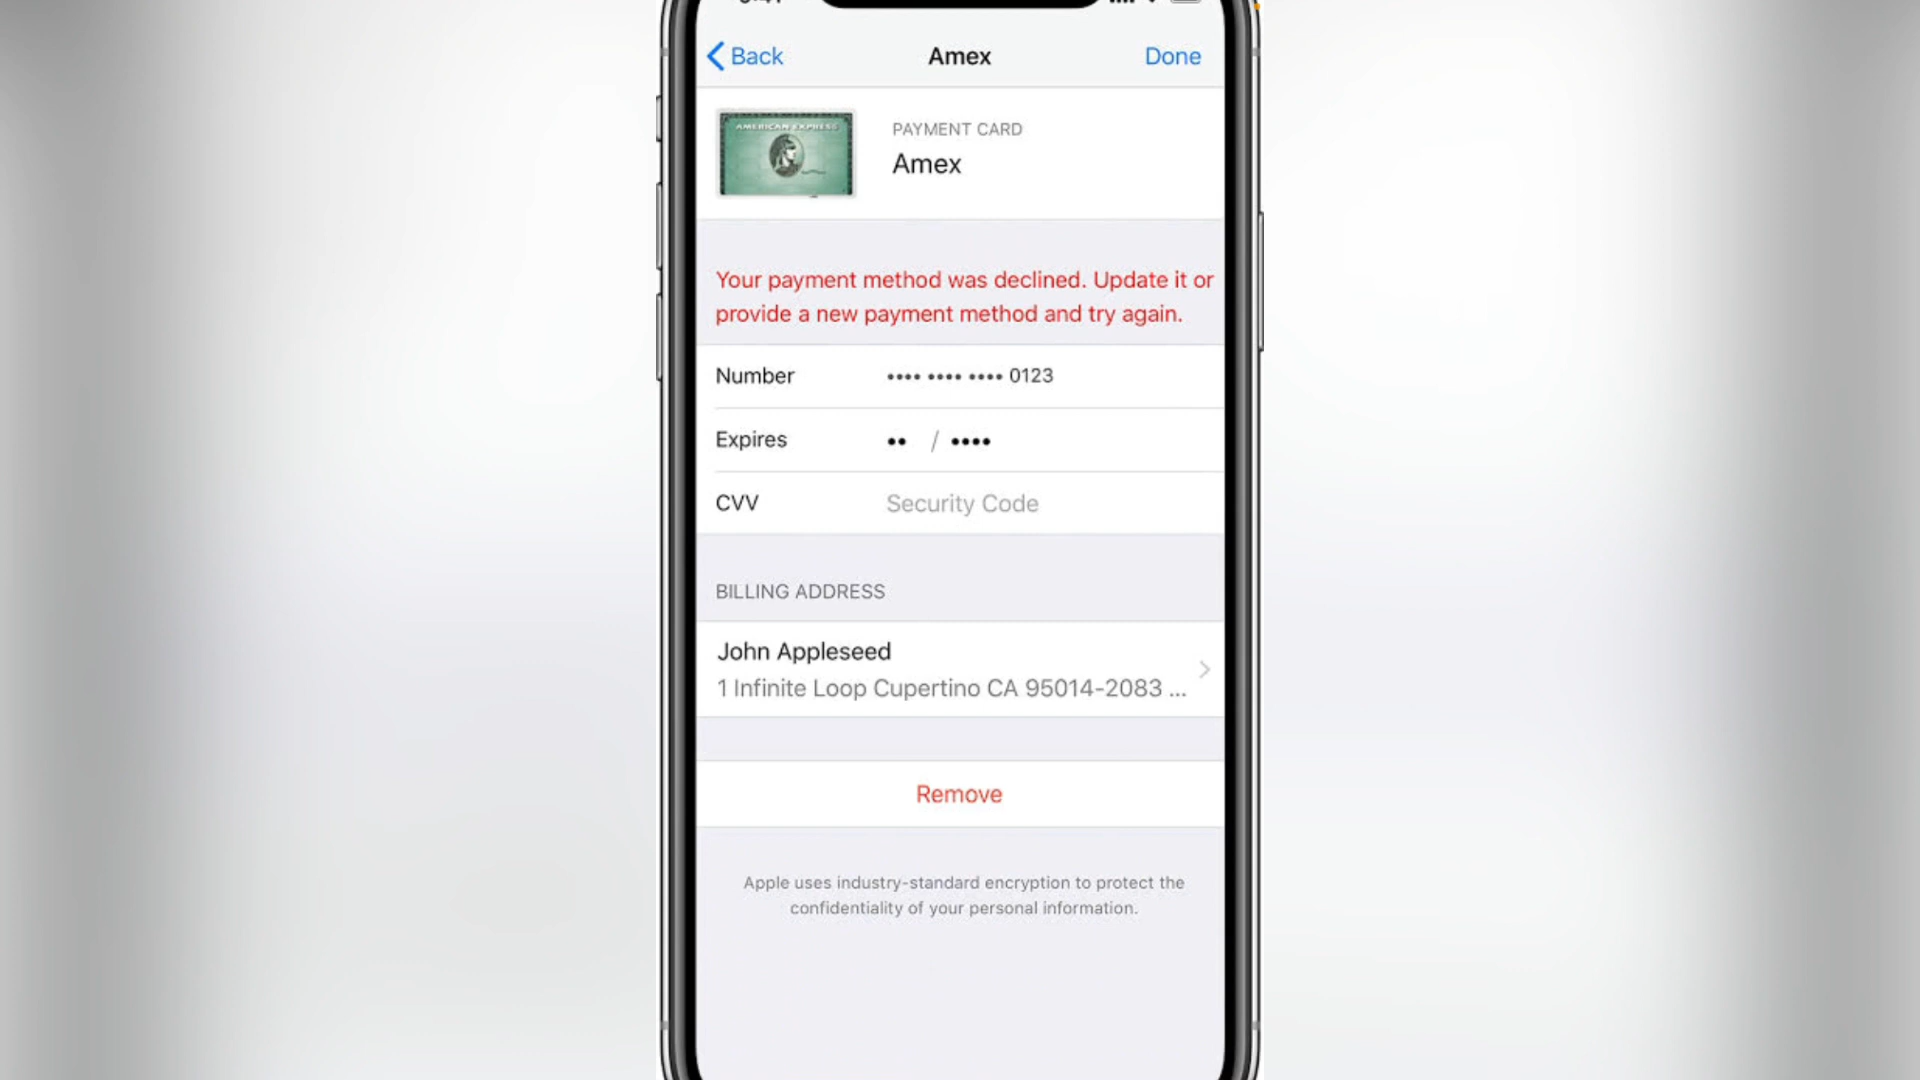 Back
Amex
Done
AMERICAN EXPRESS
PAYMENT CARD
Amex
Your payment method was declined. Update it or
provide a new payment method and try again.
Number •••• •••• •••• 0123
Expires •• / ••••
CVV Security Code
BILLING ADDRESS
John Appleseed
1 Infinite Loop Cupertino CA 95014-2083 ...
Remove
Apple uses industry-standard encryption to protect the
confidentiality of your personal information.